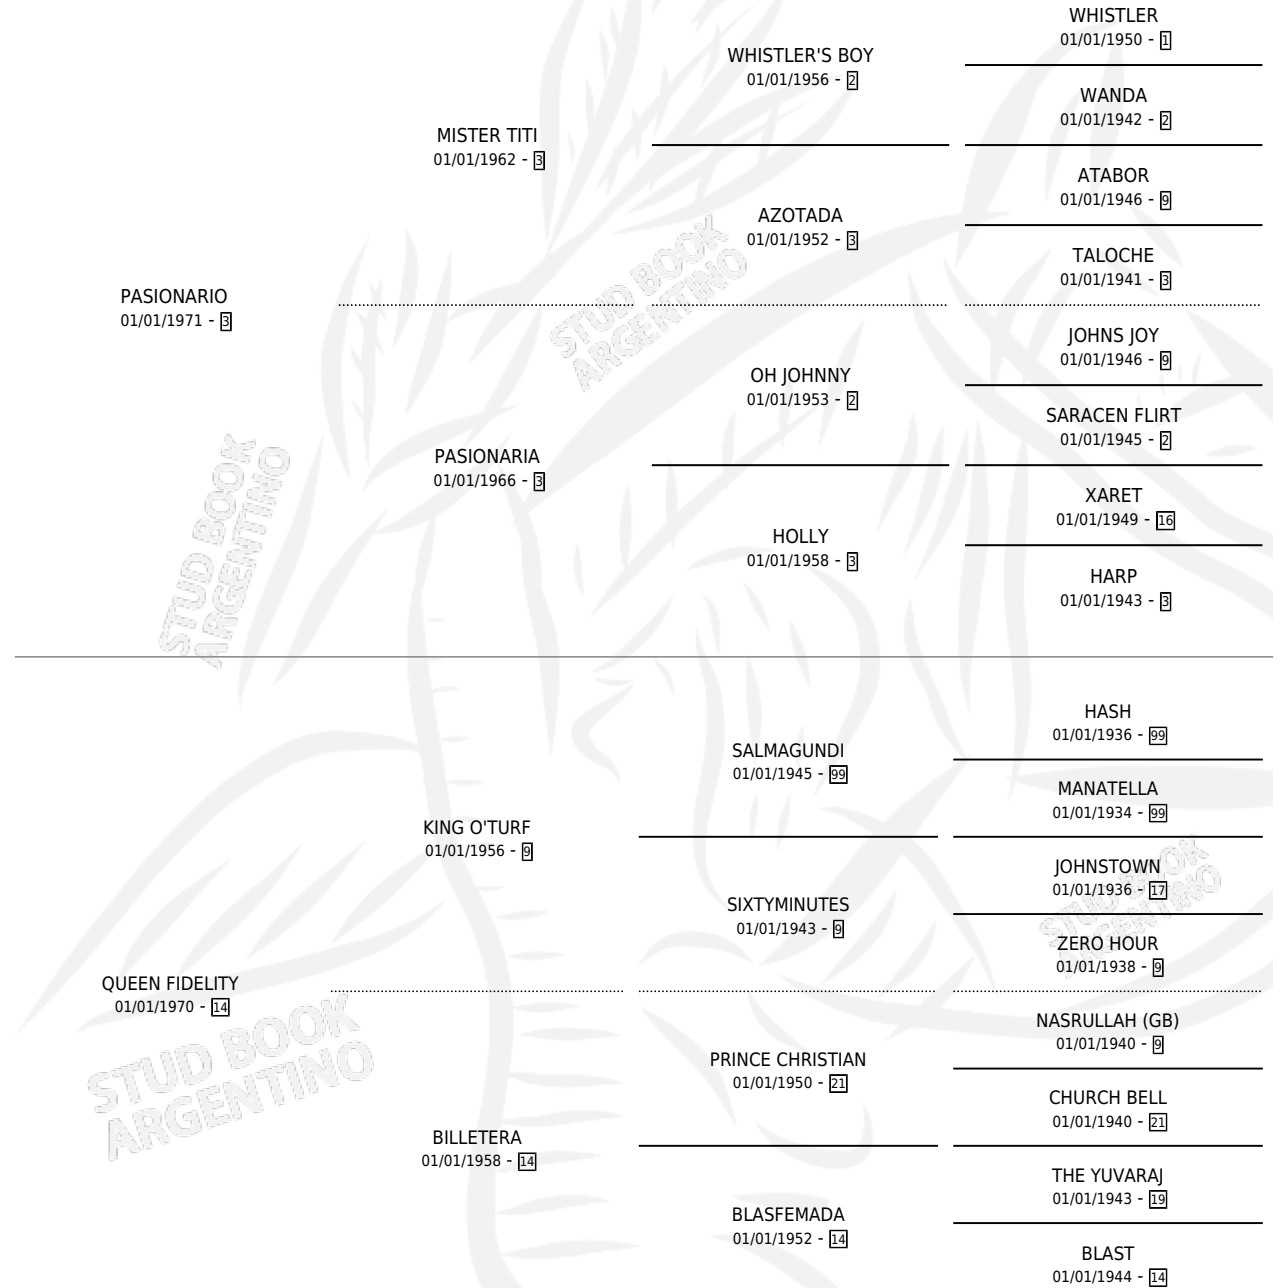 WHISTLER
01/01/1950 - 1
WHISTLER'S BOY
01/01/1956 - 2
WANDA
01/01/1942 - 2
MISTER TITI
01/01/1962 - 3
ATABOR
01/01/1946 - 9
AZOTADA
01/01/1952 - 3
TALOCHE
01/01/1941 - 3
PASIONARIO
01/01/1971 - 3
STUD BOOK
ARGENTINO
JOHNS JOY
01/01/1946 - 9
OH JOHNNY
01/01/1953 - 2
SARACEN FLIRT
01/01/1945 - 2
PASIONARIA
01/01/1966 - 3
XARET
01/01/1949 - 16
HOLLY
01/01/1958 - 3
HARP
01/01/1943 - 3
STUD BOOK
ARGENTINO
HASH
01/01/1936 - 99
SALMAGUNDI
01/01/1945 - 99
MANATELLA
01/01/1934 - 99
KING O'TURF
01/01/1956 - 9
JOHNSTOWN
01/01/1936 - 17
SIXTYMINUTES
01/01/1943 - 9
ZERO HOUR
01/01/1938 - 9
STUD BOOK
ARGENTINO
QUEEN FIDELITY
01/01/1970 - 14
NASRULLAH (GB)
01/01/1940 - 9
PRINCE CHRISTIAN
01/01/1950 - 21
CHURCH BELL
01/01/1940 - 21
STUD BOOK
ARGENTINO
BILLETERA
01/01/1958 - 14
THE YUVARAJ
01/01/1943 - 19
BLASFEMADA
01/01/1952 - 14
BLAST
01/01/1944 - 14